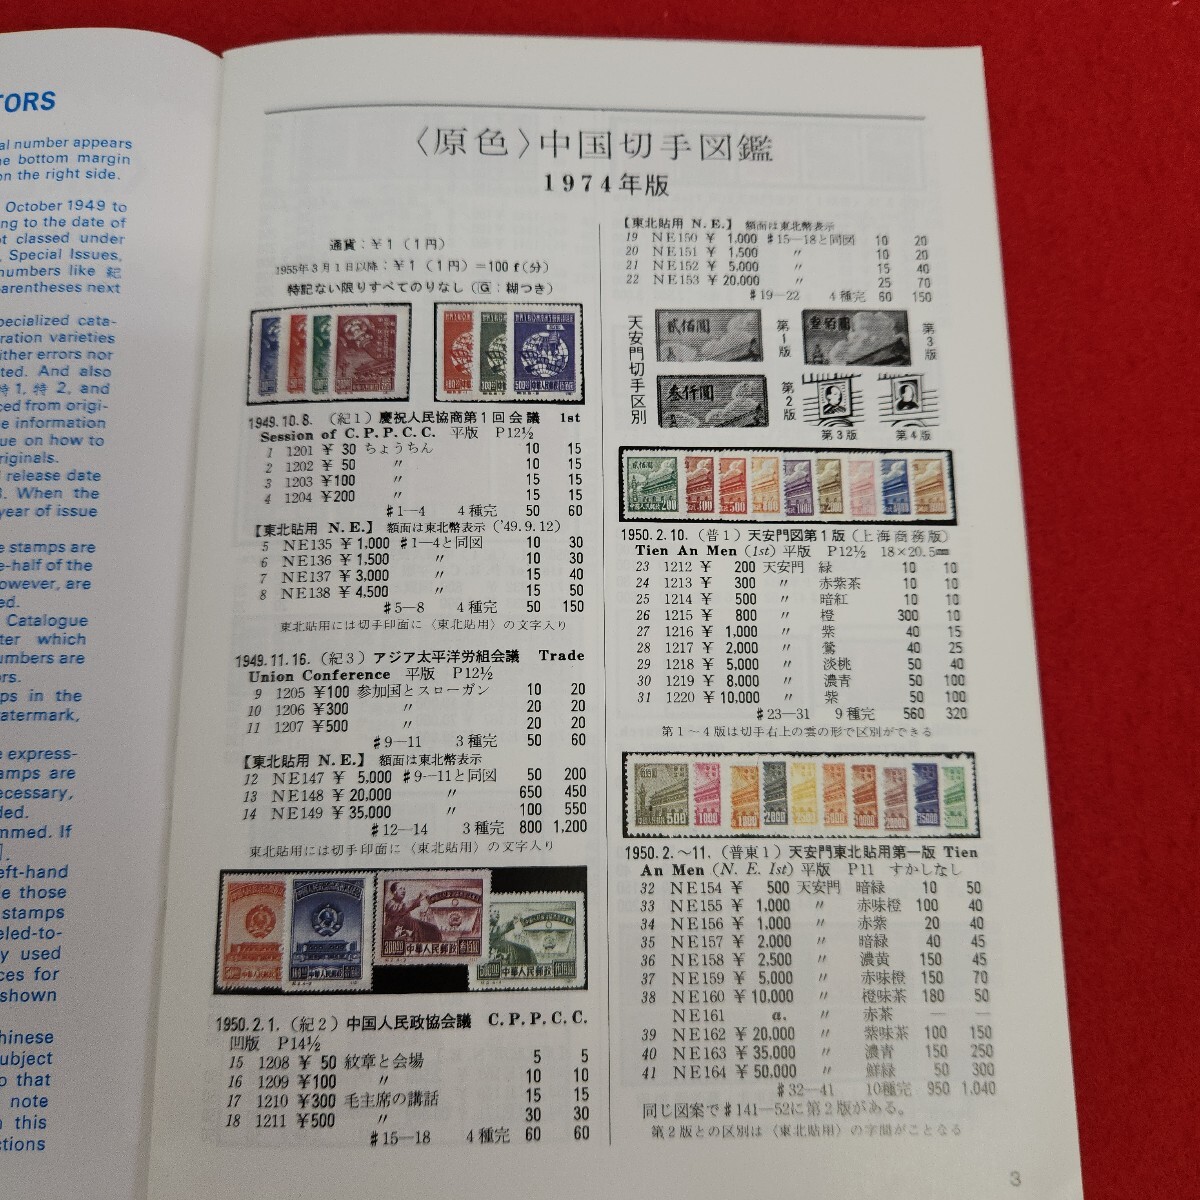 TORS
al number appears
he bottom margin
on the right side.
October 1949 to
ng to the date of
ot classed under
, Special Issues,
numbers like 紀
arentheses next
pecialized cata-
ration varieties
ither errors nor
ted. And also
特1, 特 2, and
ced from origi-
e information
ue on how to
riginals.
l release date
3. When the
year of issue
e stamps are
e-half of the
owever, are
ed.
Catalogue
ter which
umbers are
ors.
ps in the
atermark,
e express-
amps are
ecessary,
ded.
mmed. If
].
eft-hand
e those
stamps
eled-to-
y used
ces for
shown
hinese
ubject
o that
note
n this
ctions
〈原色〉中国切手図鑑
1974年版
通貨：￥1（1円）
1955年3月1日以降：￥1（1円）＝100 f（分）
特記ない限りすべてのりなし（G：糊つき）
1949.10.8.（紀1）慶祝人民協商第1回会議 1st
Session of C.P.P.C.C. 平版 P12½
1 1201 ￥ 30 ちょうちん 10 15
2 1202 ￥ 50 〃 10 15
3 1203 ￥100 〃 15 15
4 1204 ￥200 〃 15 15
♯1―4 4種完 50 60
【東北貼用 N.E.】額面は東北幣表示（'49.9.12）
5 NE135 ￥ 1,000 ♯1―4と同図 10 30
6 NE136 ￥ 1,500 〃 10 30
7 NE137 ￥ 3,000 〃 15 40
8 NE138 ￥ 4,500 〃 15 50
♯5―8 4種完 50 150
東北貼用には切手印面に〈東北貼用〉の文字入り
1949.11.16.（紀3）アジア太平洋労組会議 Trade
Union Conference 平版 P12½
9 1205 ￥100 参加国とスローガン 10 20
10 1206 ￥300 〃 20 20
11 1207 ￥500 〃 20 20
♯9―11 3種完 50 60
【東北貼用 N.E.】額面は東北幣表示
12 NE147 ￥ 5,000 ♯9―11と同図 50 200
13 NE148 ￥ 20,000 〃 650 450
14 NE149 ￥ 35,000 〃 100 550
♯12―14 3種完 800 1,200
東北貼用には切手印面に〈東北貼用〉の文字入り
1950.2.1.（紀2）中国人民政協会議 C.P.P.C.C.
凹版 P14½
15 1208 ￥ 50 紋章と会場 5 5
16 1209 ￥100 〃 10 10
17 1210 ￥300 毛主席の講話 15 15
18 1211 ￥500 〃 30 30
♯15―18 4種完 60 60
【東北貼用 N.E.】額面は東北幣表示
19 NE150 ￥ 1,000 ♯15―18と同図 10 20
20 NE151 ￥ 1,500 〃 10 20
21 NE152 ￥ 5,000 〃 15 40
22 NE153 ￥ 20,000 〃 25 70
♯19―22 4種完 60 150
天安門切手区別
貳佰圓
第1版
叁佰圓
第3版
叁仟圓
第2版
第3版
第4版
貳佰圓
200 300 500 800 1000 2000 8000
1950.2.10.（普1）天安門図第1版（上海商務版）
Tien An Men (1st) 平版 P12½ 18×20.5㎜
23 1212 ￥ 200 天安門 緑 10 10
24 1213 ￥ 300 〃 赤紫茶 10 10
25 1214 ￥ 500 〃 暗紅 10 10
26 1215 ￥ 800 〃 橙 300 10
27 1216 ￥ 1,000 〃 紫 40 15
28 1217 ￥ 2,000 〃 鶯 40 25
29 1218 ￥ 5,000 〃 淡桃 50 40
30 1219 ￥ 8,000 〃 濃青 50 100
31 1220 ￥ 10,000 〃 紫 50 100
♯23―31 9種完 560 320
第1～4版は切手右上の雲の形で区別ができる
500 1000 2000 5000 20000 35000
1950.2.～11.（普東1）天安門東北貼用第一版 Tien
An Men (N. E. 1st) 平版 P11 すかしなし
32 NE154 ￥ 500 天安門 暗緑 10 50
33 NE155 ￥ 1,000 〃 赤味橙 100 40
34 NE156 ￥ 1,000 〃 赤紫 20 40
35 NE157 ￥ 2,000 〃 暗緑 40 45
36 NE158 ￥ 2,500 〃 濃黄 150 45
37 NE159 ￥ 5,000 〃 赤味橙 150 70
38 NE160 ￥ 10,000 〃 橙味茶 180 50
NE161 a. 〃 赤茶 ― ―
39 NE162 ￥ 20,000 〃 紫味茶 100 150
40 NE163 ￥ 35,000 〃 濃青 150 250
41 NE164 ￥ 50,000 〃 鮮緑 50 300
♯32―41 10種完 950 1,040
同じ図案で♯141―52に第2版がある。
第2版との区別は〈東北貼用〉の字間がことなる
3